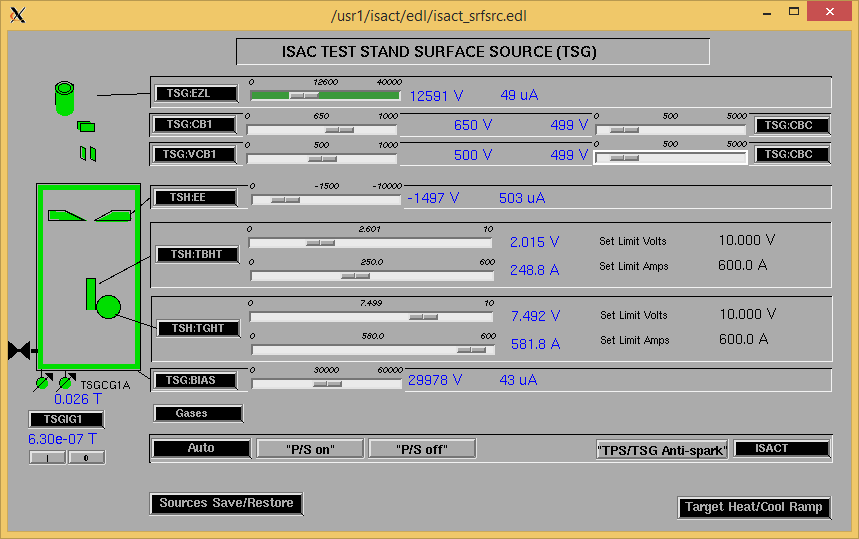 /usr1/isact/edl/isact_srfsrc.edl
ISAC TEST STAND SURFACE SOURCE (TSG)
0 12600 40000
TSG:EZL 12591 V 49 uA
0 650 1000 0 500 5000
TSG:CB1 650 V 499 V TSG:CBC
0 500 1000 0 500 5000
TSG:VCB1 500 V 499 V TSG:CBC
0 -1500 -10000
TSH:EE -1497 V 503 uA
0 2.601 10
2.015 V Set Limit Volts 10.000 V
TSH:TBHT
0 250.0 600
248.8 A Set Limit Amps 600.0 A
0 7.499 10
7.492 V Set Limit Volts 10.000 V
TSH:TGHT
0 580.0 600
581.8 A Set Limit Amps 600.0 A
0 30000 60000
TSG:BIAS 29978 V 43 uA
TSGCG1A
0.026 T
TSGIG1
6.30e-07 T
I 0
Gases
Auto "P/S on" "P/S off" "TPS/TSG Anti-spark" ISACT
Sources Save/Restore
Target Heat/Cool Ramp